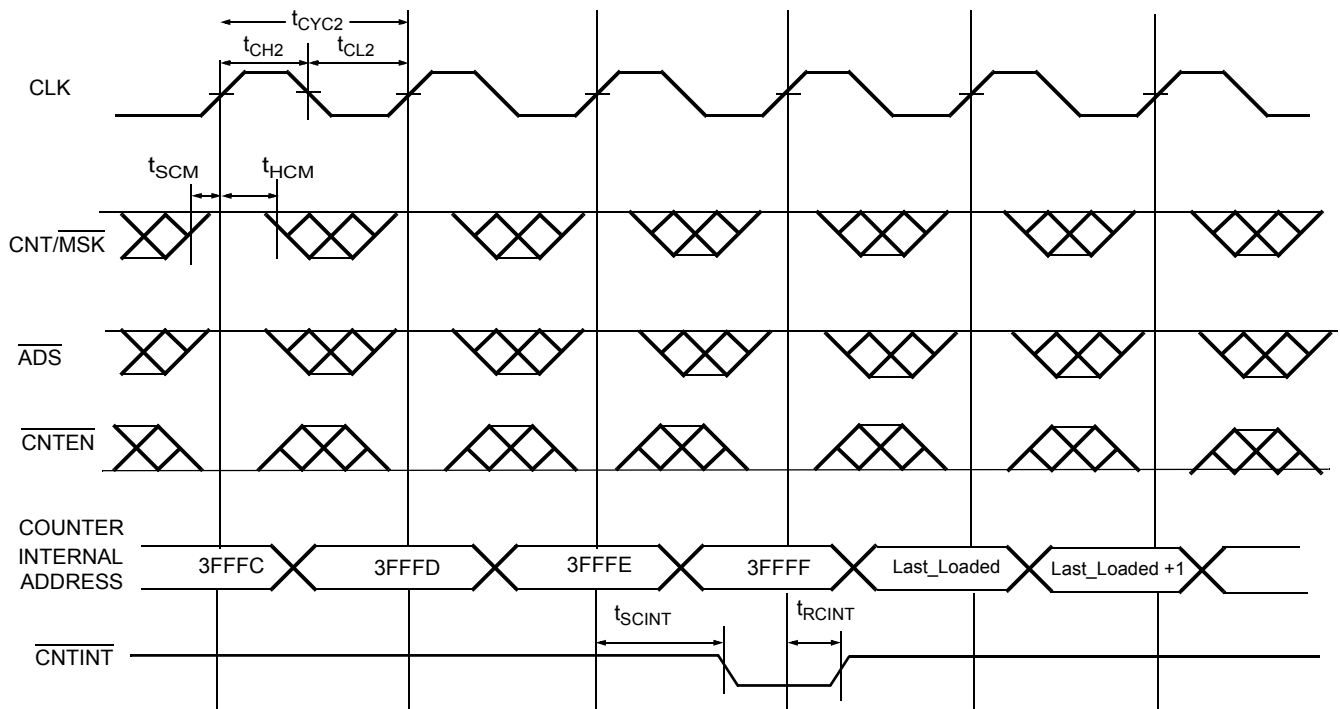 tCYC2
tCH2
tCL2
CLK
tSCM
tHCM
CNT/MSK
ADS
CNTEN
COUNTER
INTERNAL
ADDRESS
3FFFC
3FFFD
3FFFE
3FFFF
Last_Loaded
Last_Loaded +1
tSCINT
tRCINT
CNTINT